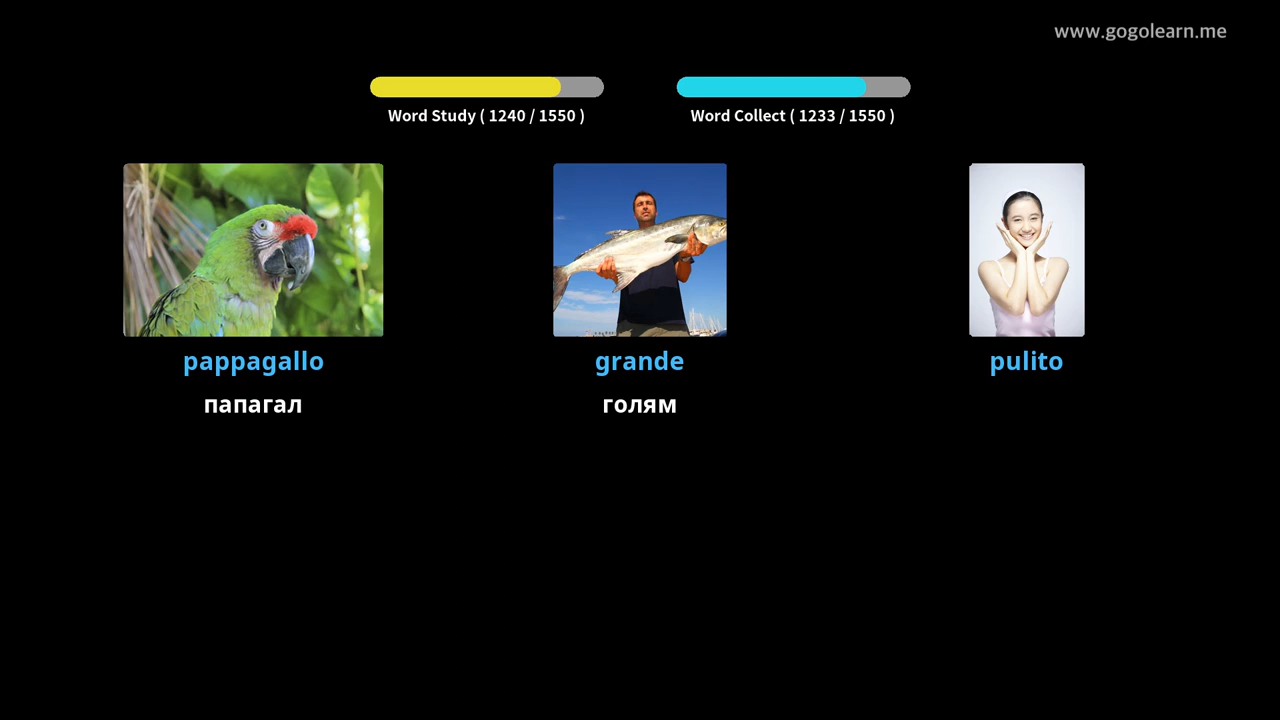 www.gogolearn.me
Word Study ( 1240 / 1550 )
Word Collect ( 1233 / 1550 )
pappagallo
grande
pulito
папагал
голям